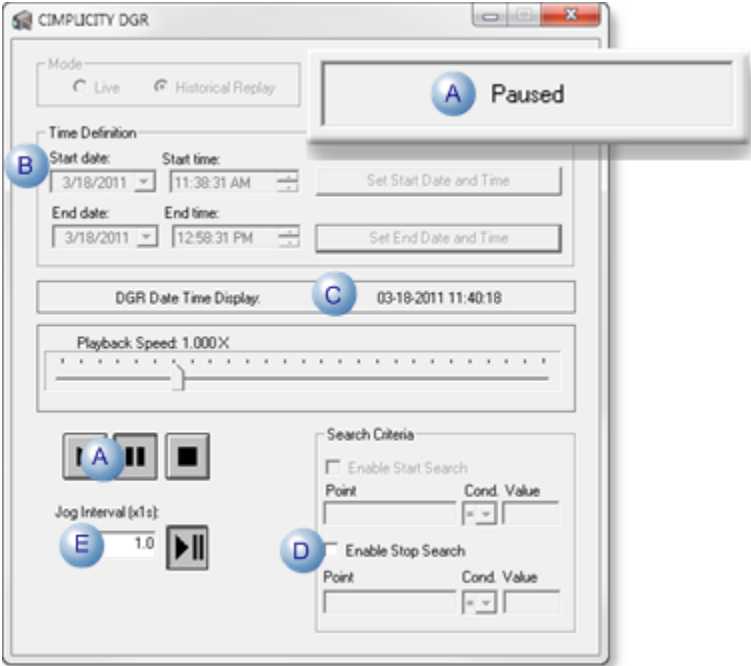 CIMPLICITY DGR
Mode
Live Historical Replay
A Paused
Time Definition
B
Start date: Start time:
3/18/2011 11:38:31 AM Set Start Date and Time
End date: End time:
3/18/2011 12:58:31 PM Set End Date and Time
DGR Date Time Display: C 03-18-2011 11:40:18
Playback Speed: 1.000X
A
Search Criteria
Enable Start Search
Point Cond. Value
=
Jog Interval (x1s):
E 1.0
D Enable Stop Search
Point Cond. Value
=